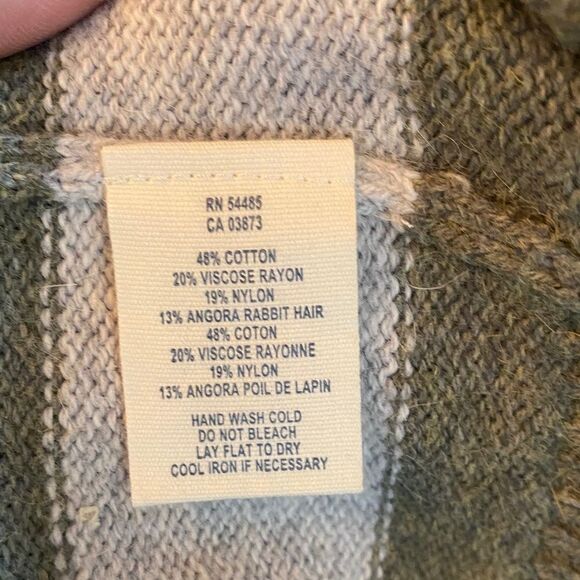 RN 54485
CA 03873
48% COTTON
20% VISCOSE RAYON
19% NYLON
13% ANGORA RABBIT HAIR
48% COTON
20% VISCOSE RAYONNE
19% NYLON
13% ANGORA POIL DE LAPIN
HAND WASH COLD
DO NOT BLEACH
LAY FLAT TO DRY
COOL IRON IF NECESSARY